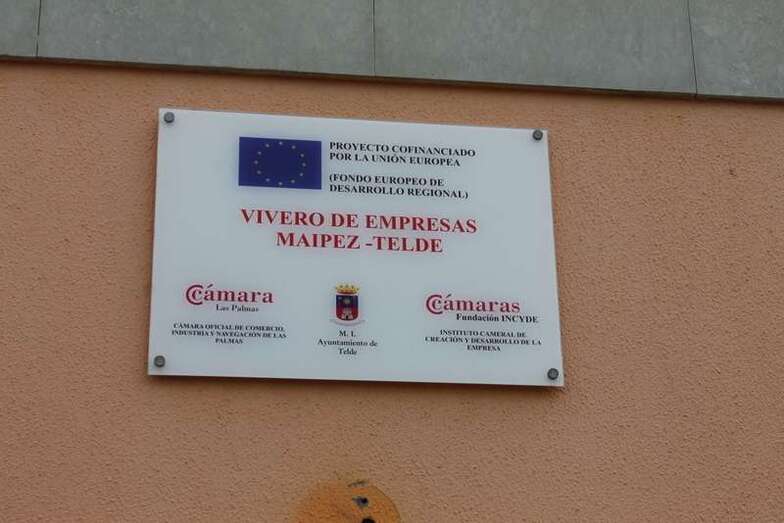 PROYECTO COFINANCIADO
POR LA UNIÓN EUROPEA
(FONDO EUROPEO DE
DESARROLLO REGIONAL)
VIVERO DE EMPRESAS
MAIPEZ -TELDE
Cámara
Las Palmas
CÁMARA OFICIAL DE COMERCIO,
INDUSTRIA Y NAVEGACIÓN DE LAS
PALMAS
M. I.
Ayuntamiento de
Telde
Cámaras
Fundación INCYDE
INSTITUTO CAMERAL DE
CREACIÓN Y DESARROLLO DE LA
EMPRESA